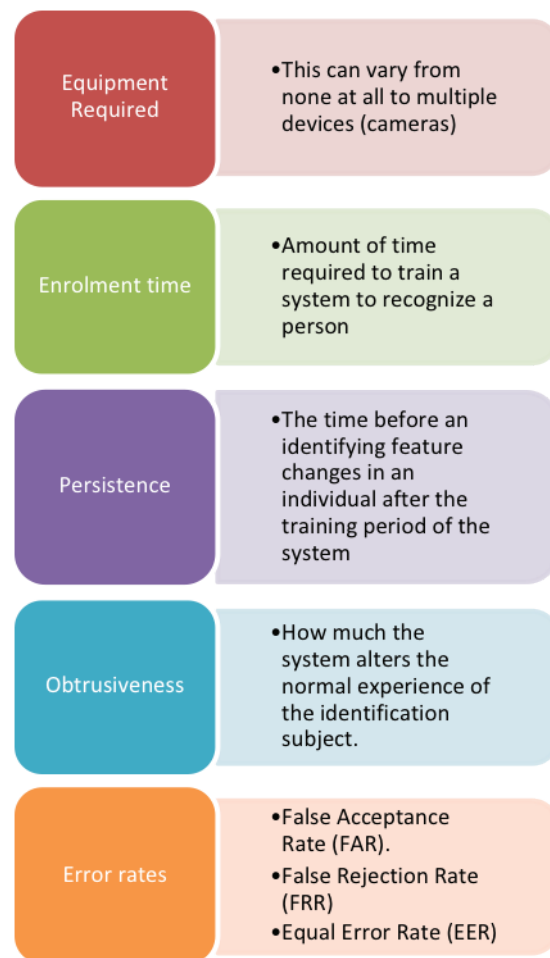 Equipment
Required
•This can vary from
none at all to multiple
devices (cameras)
Enrolment time
•Amount of time
required to train a
system to recognize a
person
Persistence
•The time before an
identifying feature
changes in an
individual after the
training period of the
system
Obtrusiveness
•How much the
system alters the
normal experience of
the identification
subject.
Error rates
•False Acceptance
Rate (FAR).
•False Rejection Rate
(FRR)
•Equal Error Rate (EER)